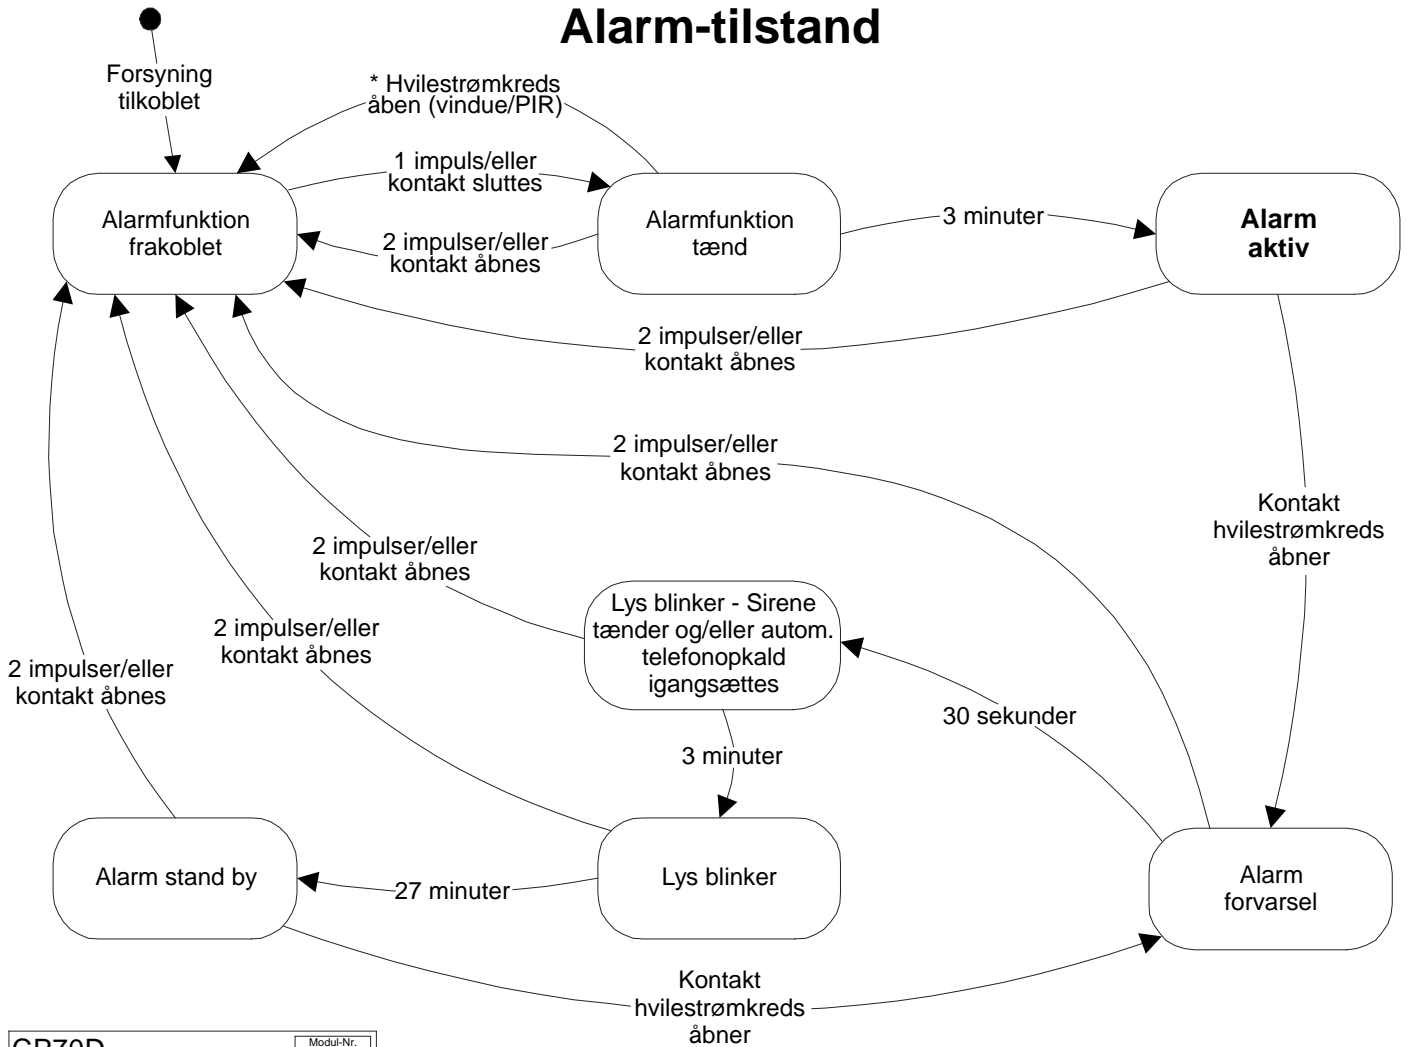 Alarm-tilstand
Forsyning
tilkoblet
* Hvilestrømkreds
åben (vindue/PIR)
1 impuls/eller
kontakt sluttes
Alarmfunktion
frakoblet
2 impulser/eller
kontakt åbnes
Alarmfunktion
tænd
3 minuter
Alarm
aktiv
2 impulser/eller
kontakt åbnes
2 impulser/eller
kontakt åbnes
Kontakt
hvilestrømkreds
åbner
2 impulser/eller
kontakt åbnes
Lys blinker - Sirene
tænder og/eller autom.
telefonopkald
igangsættes
2 impulser/eller
kontakt åbnes
2 impulser/eller
kontakt åbnes
30 sekunder
3 minuter
Alarm stand by
27 minuter
Lys blinker
Alarm
forvarsel
Kontakt
hvilestrømkreds
åbner
Modul-Nr.